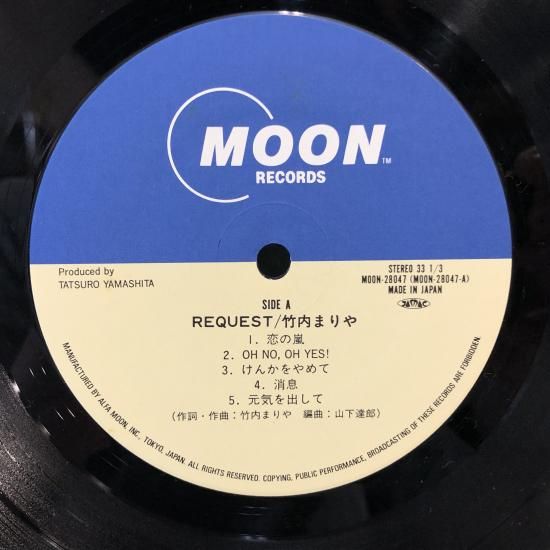 MOON™
RECORDS
Produced by
TATSURO YAMASHITA
STEREO 33 1/3
MOON-28047 (MOON-28047-A)
MADE IN JAPAN
JASRAC
SIDE A
REQUEST/竹内まりや
1. 恋の嵐
2. OH NO, OH YES!
3. けんかをやめて
4. 消息
5. 元気を出して
(作詞・作曲：竹内まりや 編曲：山下達郎)
MANUFACTURED BY ALFA MOON, INC., TOKYO, JAPAN. ALL RIGHTS RESERVED. COPYING, PUBLIC PERFORMANCE, BROADCASTING OF THESE RECORDS ARE FORBIDDEN.